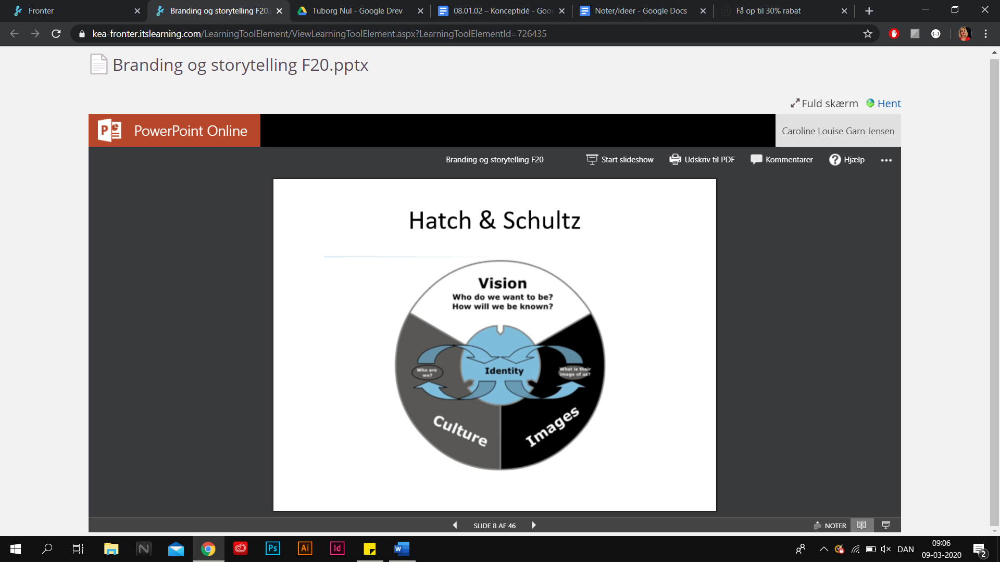 Fronter
Branding og storytelling F20.
Tuborg Nul - Google Drev
08.01.02 – Konceptidé - Goo
Noter/ideer - Google Docs
Få op til 30% rabat
kea-fronter.itslearning.com/LearningToolElement/ViewLearningToolElement.aspx?LearningToolElementId=726435
Branding og storytelling F20.pptx
Fuld skærm
Hent
PowerPoint Online
Caroline Louise Garn Jensen
Branding og storytelling F20
Start slideshow
Udskriv til PDF
Kommentarer
Hjælp
Hatch & Schultz
Vision
Who do we want to be?
How will we be known?
Who are
we?
Identity
What is their
image of us?
Culture
Images
SLIDE 8 AF 46
NOTER
Ps
Ai
Id
DAN
09:06
09-03-2020
2